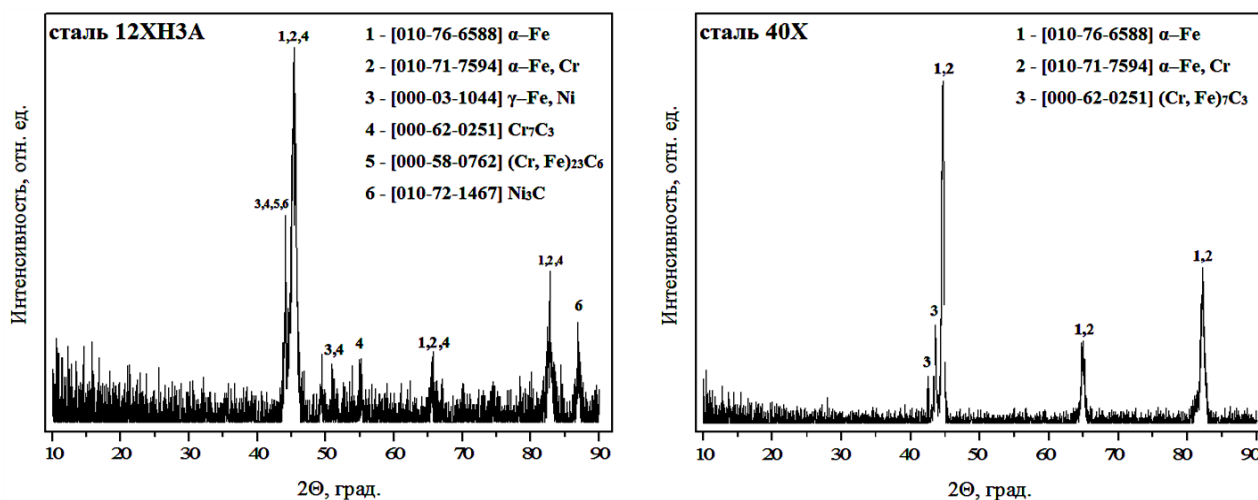 сталь 12ХН3А
1 - [010-76-6588] α–Fe
2 - [010-71-7594] α–Fe, Cr
3 - [000-03-1044] γ–Fe, Ni
4 - [000-62-0251] Cr₇C₃
5 - [000-58-0762] (Cr, Fe)₂₃C₆
6 - [010-72-1467] Ni₃C
Интенсивность, отн. ед.
1,2,4
3,4,5,6
3,4
4
1,2,4
1,2,4
6
10 20 30 40 50 60 70 80 90
2Θ, град.
сталь 40Х
1 - [010-76-6588] α–Fe
2 - [010-71-7594] α–Fe, Cr
3 - [000-62-0251] (Cr, Fe)₇C₃
Интенсивность, отн. ед.
1,2
3
3
1,2
1,2
10 20 30 40 50 60 70 80 90
2Θ, град.